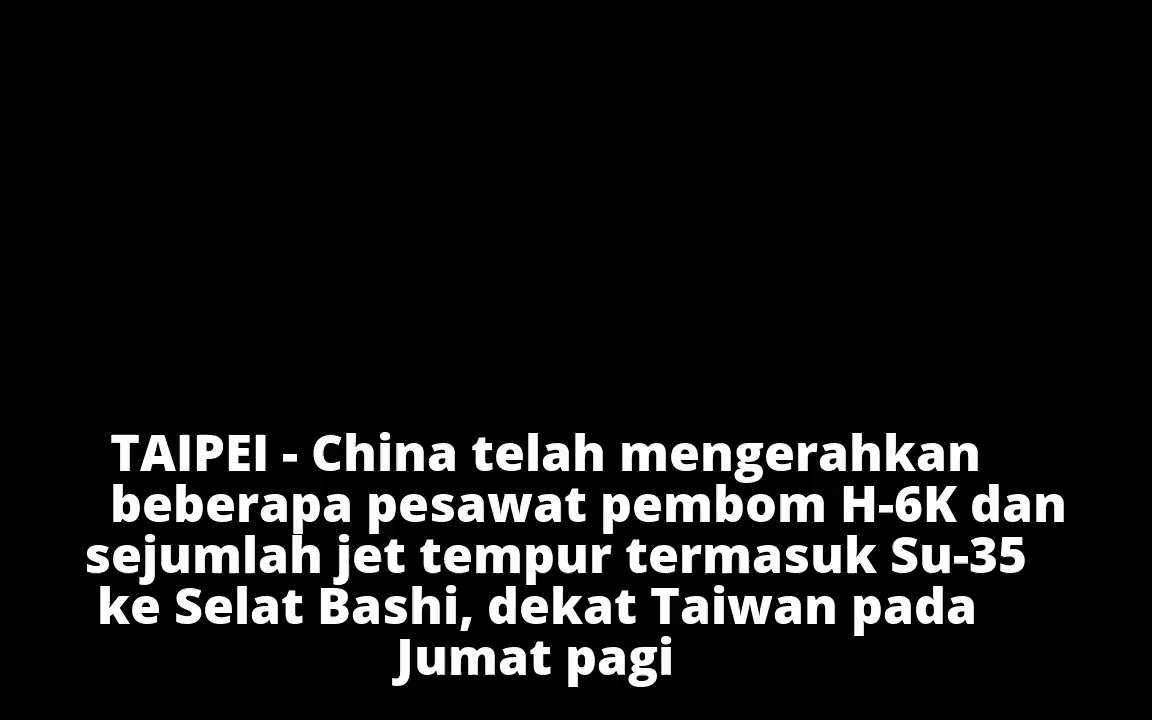 TAIPEI - China telah mengerahkan
beberapa pesawat pembom H-6K dan
sejumlah jet tempur termasuk Su-35
ke Selat Bashi, dekat Taiwan pada
Jumat pagi